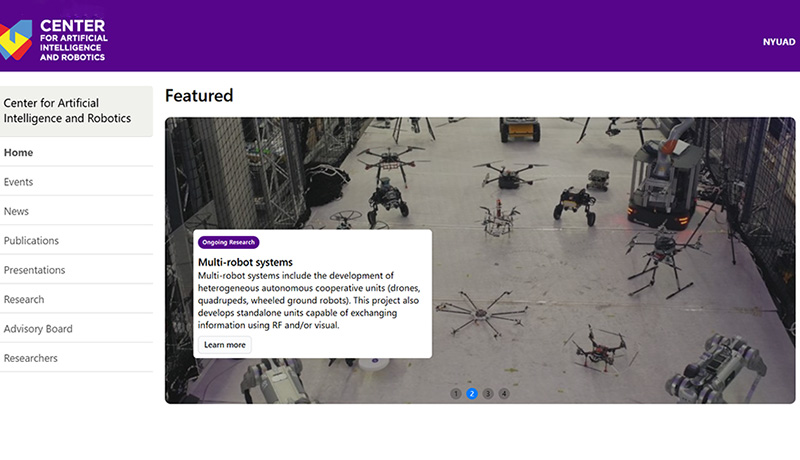 CENTER
FOR ARTIFICIAL
INTELLIGENCE
AND ROBOTICS
NYUAD
Center for Artificial
Intelligence and Robotics
Home
Events
News
Publications
Presentations
Research
Advisory Board
Researchers
Featured
Ongoing Research
Multi-robot systems
Multi-robot systems include the development of
heterogeneous autonomous cooperative units (drones,
quadrupeds, wheeled ground robots). This project also
develops standalone units capable of exchanging
information using RF and/or visual.
Learn more
1 2 3 4